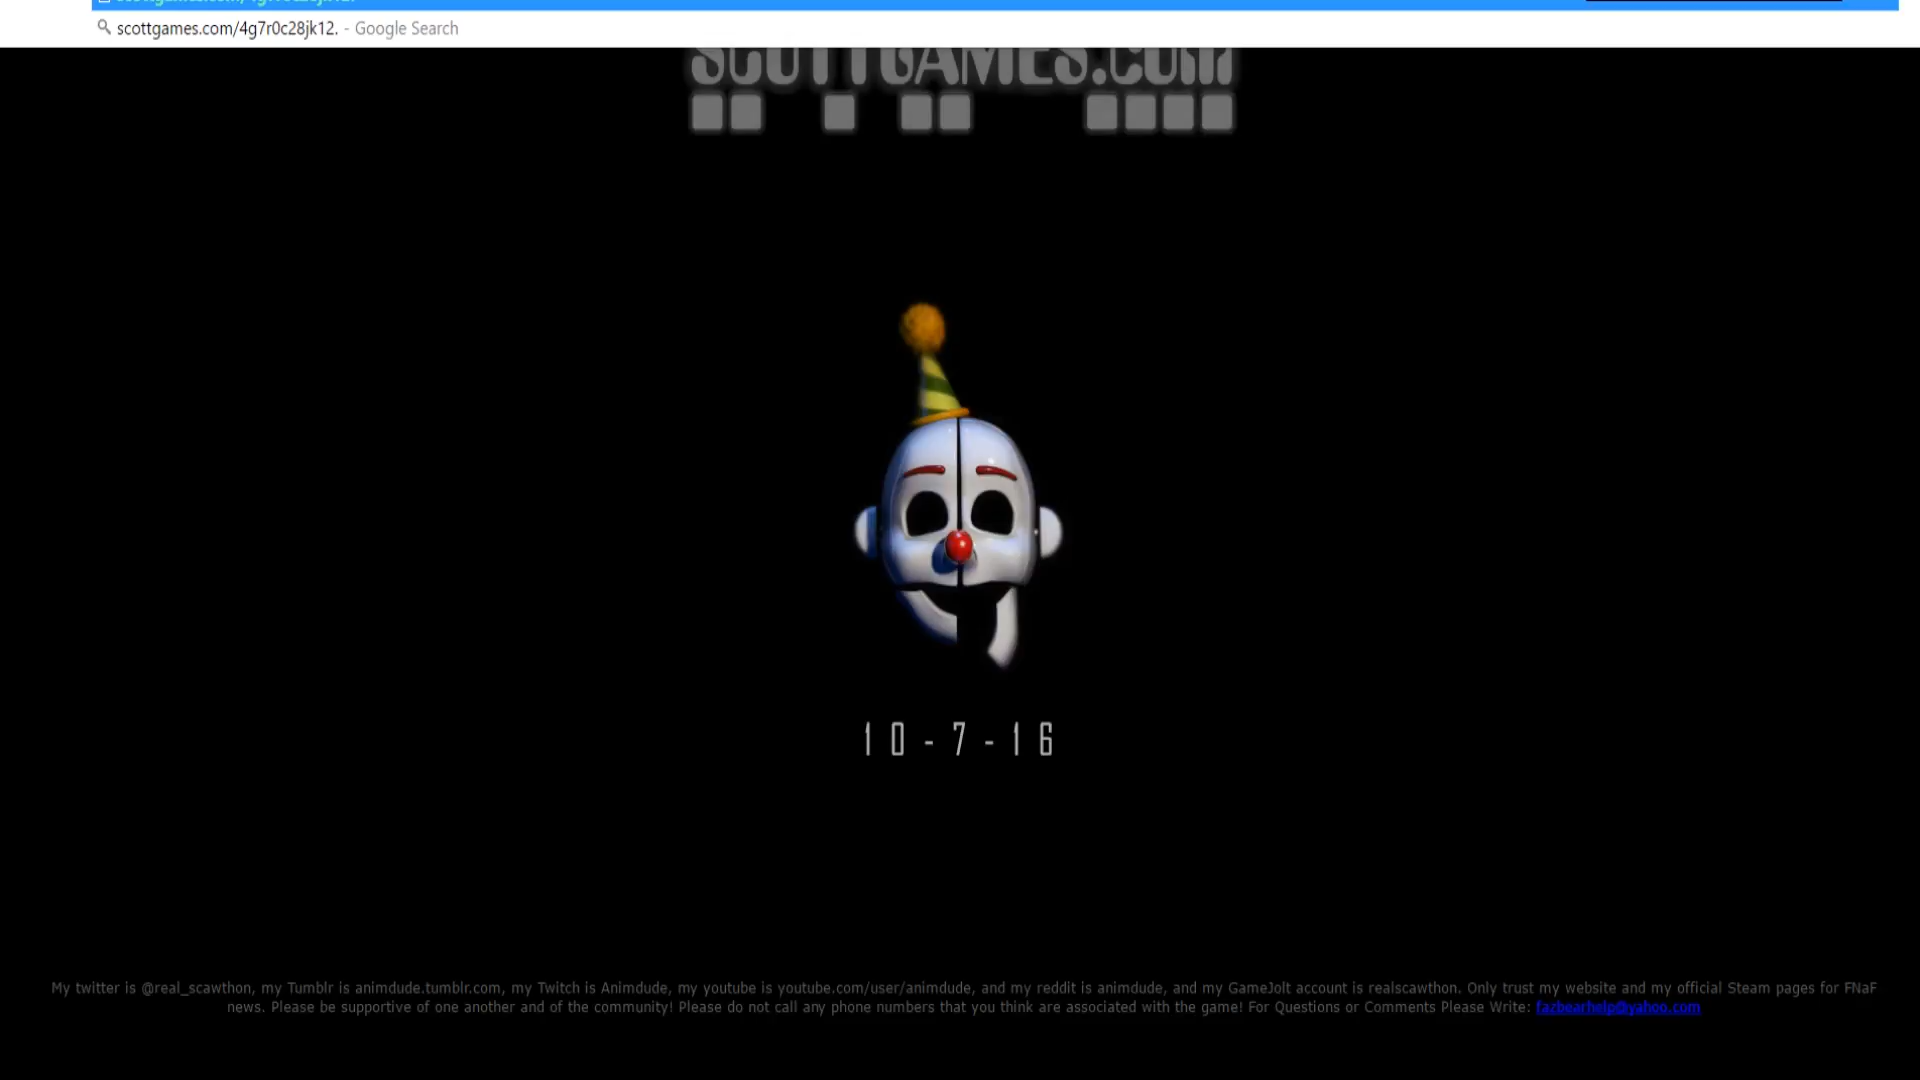 scottgames.com/4g7r0c28jk12. - Google Search
SCOTTGAMES.COM
10-7-16
My twitter is @real_scawthon, my Tumblr is animdude.tumblr.com, my Twitch is Animdude, my youtube is youtube.com/user/animdude, and my reddit is animdude, and my GameJolt account is realscawthon. Only trust my website and my official Steam pages for FNaF
news. Please be supportive of one another and of the community! Please do not call any phone numbers that you think are associated with the game! For Questions or Comments Please Write: fazbearhelp@yahoo.com